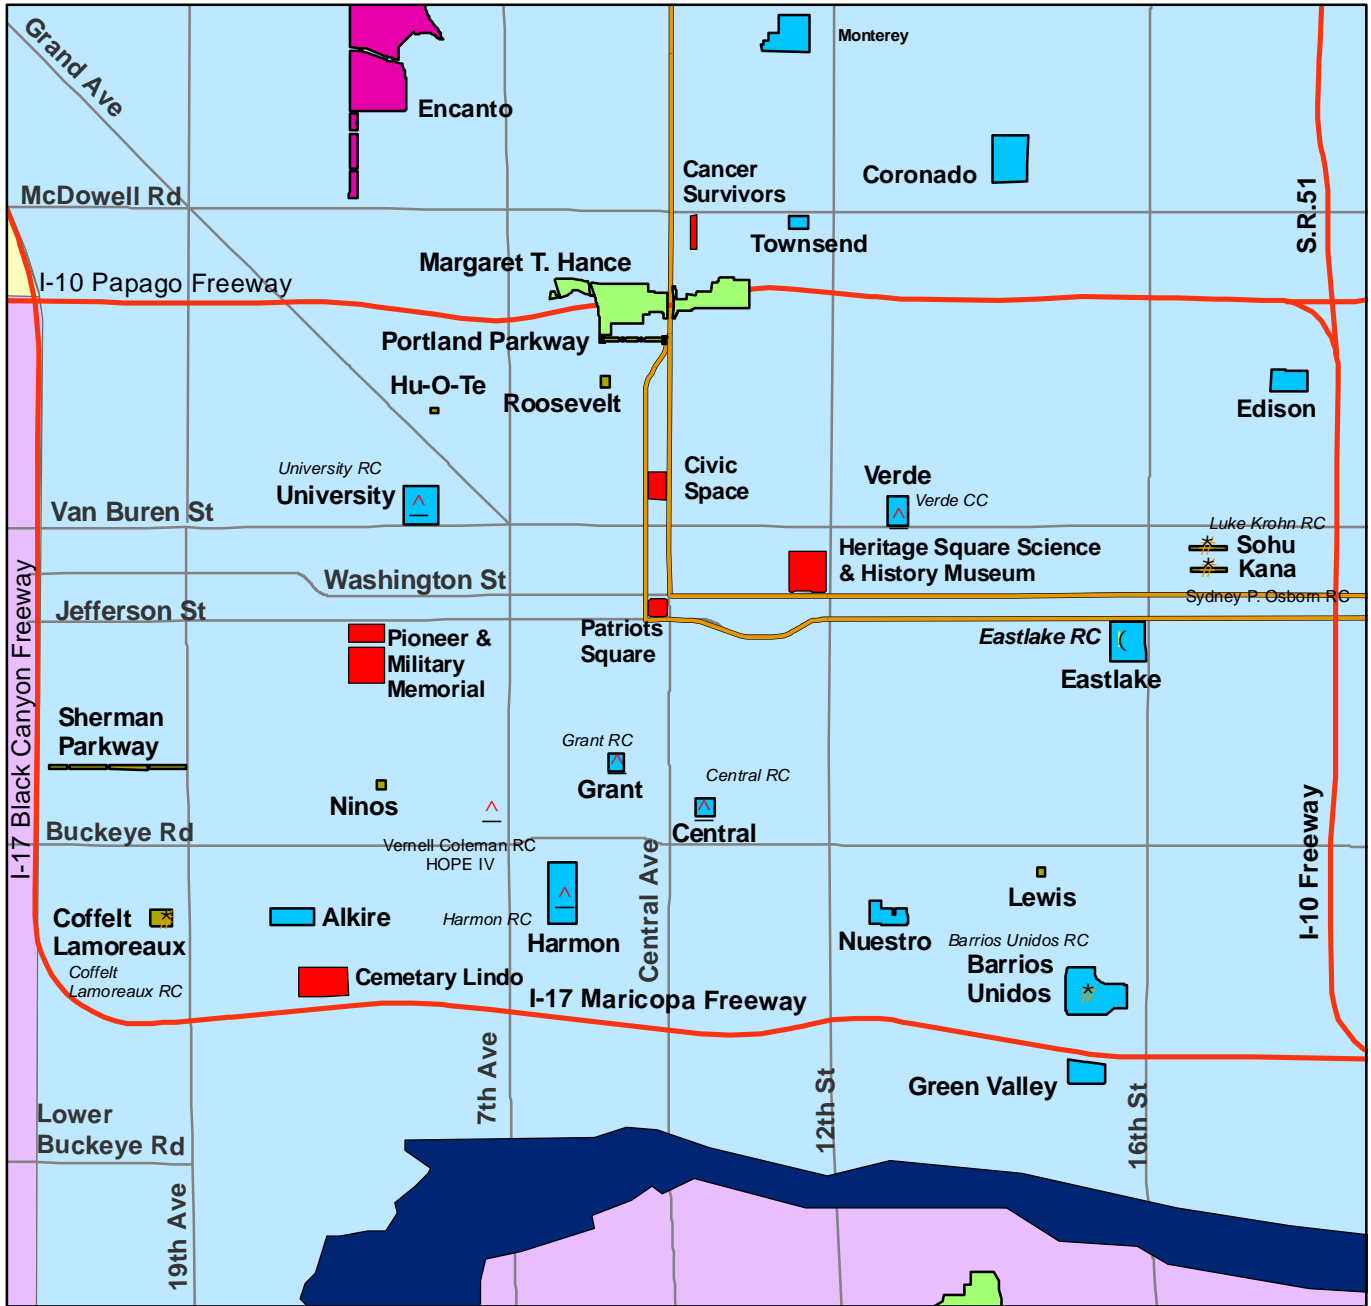 Grand Ave
Monterey
Encanto
Cancer
Survivors
Coronado
McDowell Rd
S.R.51
Townsend
Margaret T. Hance
I-10 Papago Freeway
Portland Parkway
Hu-O-Te
Roosevelt
Edison
University RC
University
Civic
Space
Verde
Verde CC
Van Buren St
Luke Krohn RC
Sohu
Kana
Heritage Square Science
& History Museum
Washington St
Sydney P. Osborn RC
Jefferson St
Patriots
Square
Pioneer &
Military
Memorial
Eastlake RC
Eastlake
I-17 Black Canyon Freeway
Sherman
Parkway
Grant RC
Grant
Central RC
Central
Ninos
Buckeye Rd
Vernell Coleman RC
HOPE IV
Central Ave
I-10 Freeway
Lewis
Coffelt
Lamoreaux
Coffelt
Lamoreaux RC
Alkire
Harmon RC
Harmon
Nuestro
Barrios Unidos RC
Barrios
Unidos
Cemetary Lindo
I-17 Maricopa Freeway
7th Ave
12th St
16th St
Green Valley
Lower
Buckeye Rd
19th Ave